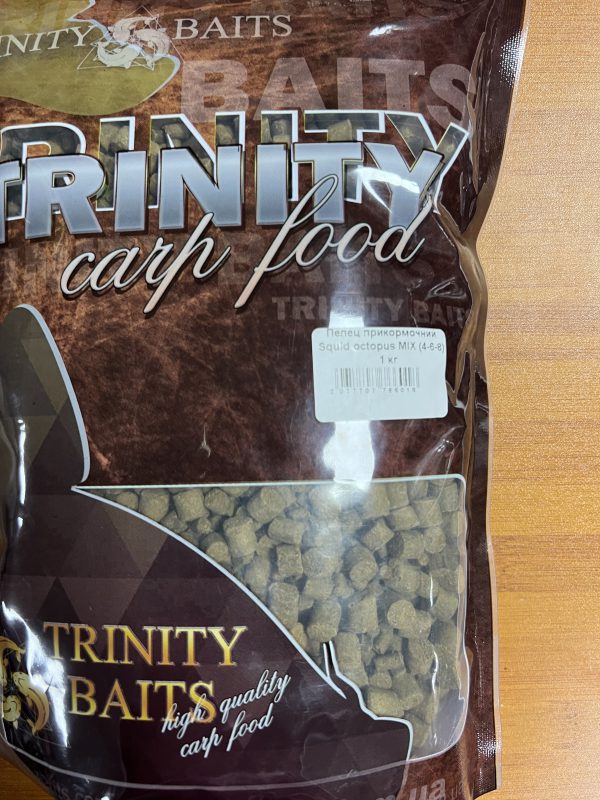 TRINITY BAITS
BAITS
TRINITY
TRINITY
carp food
TRINITY BAITS
Пелец прикормочний
Squid octopus MIX (4-6-8)
1 кг
TRINITY
BAITS
high quality
carp food